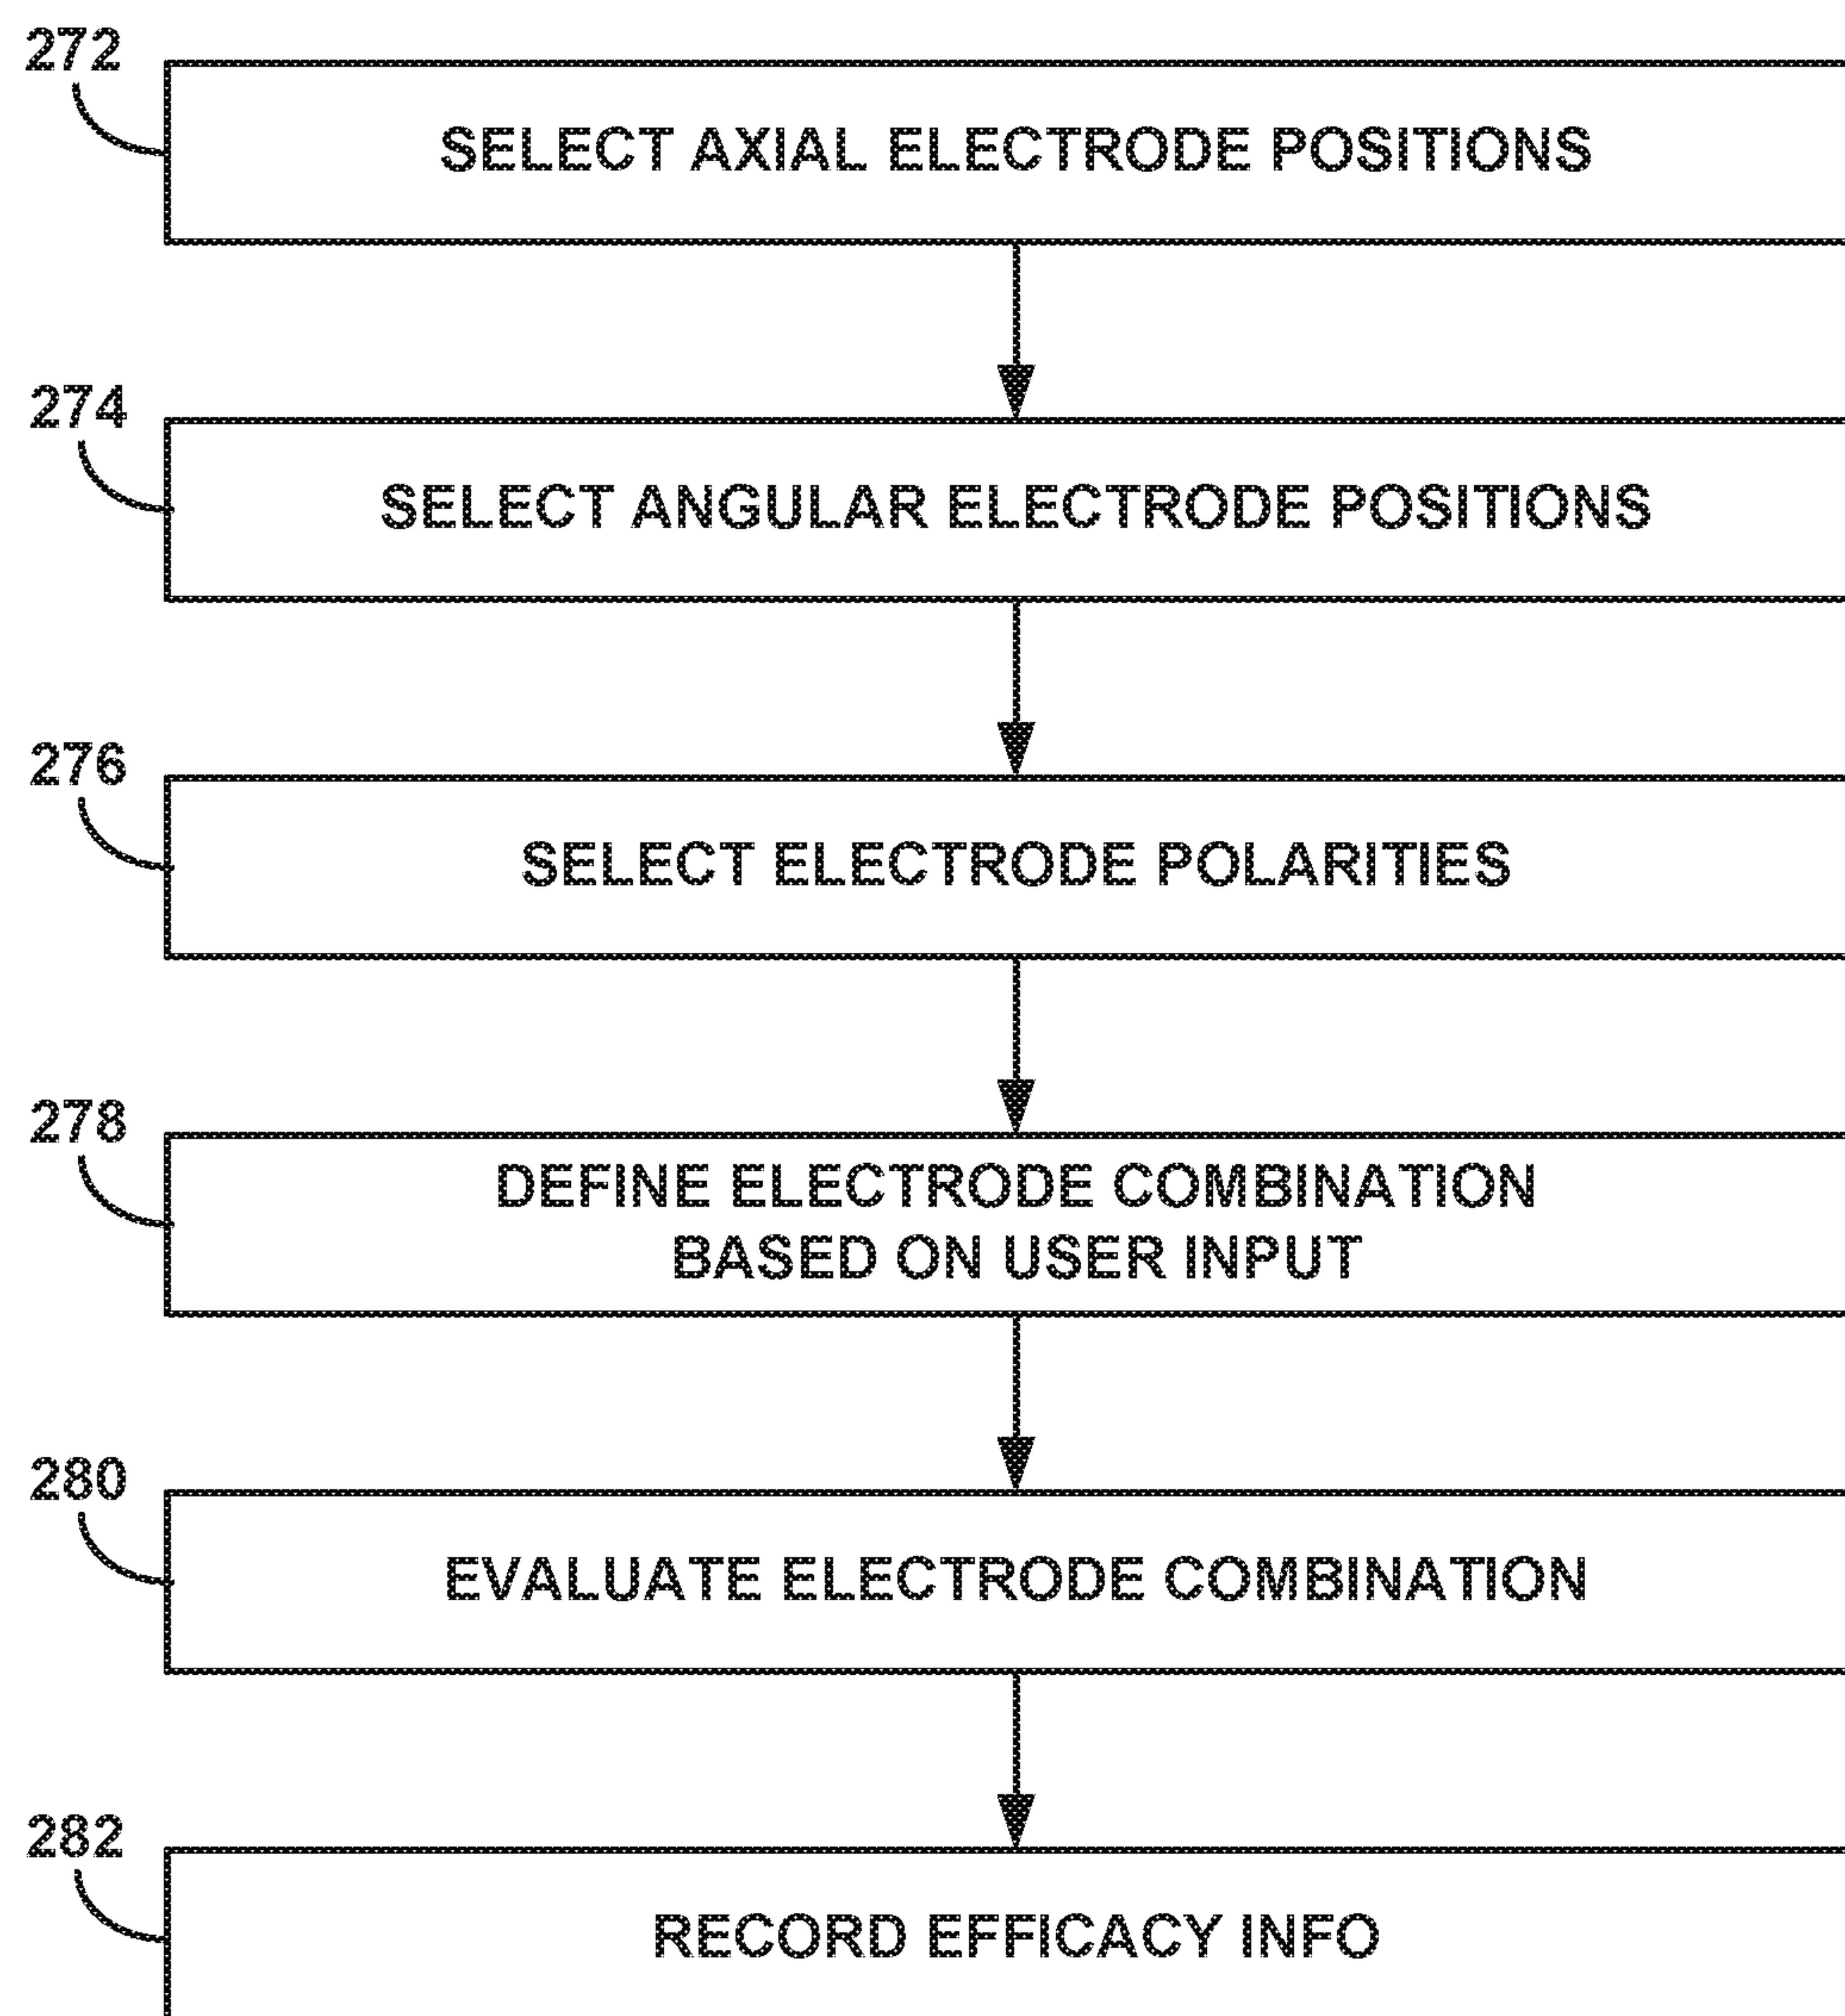 272
SELECT AXIAL ELECTRODE POSITIONS
274
SELECT ANGULAR ELECTRODE POSITIONS
276
SELECT ELECTRODE POLARITIES
278
DEFINE ELECTRODE COMBINATION
BASED ON USER INPUT
280
EVALUATE ELECTRODE COMBINATION
282
RECORD EFFICACY INFO